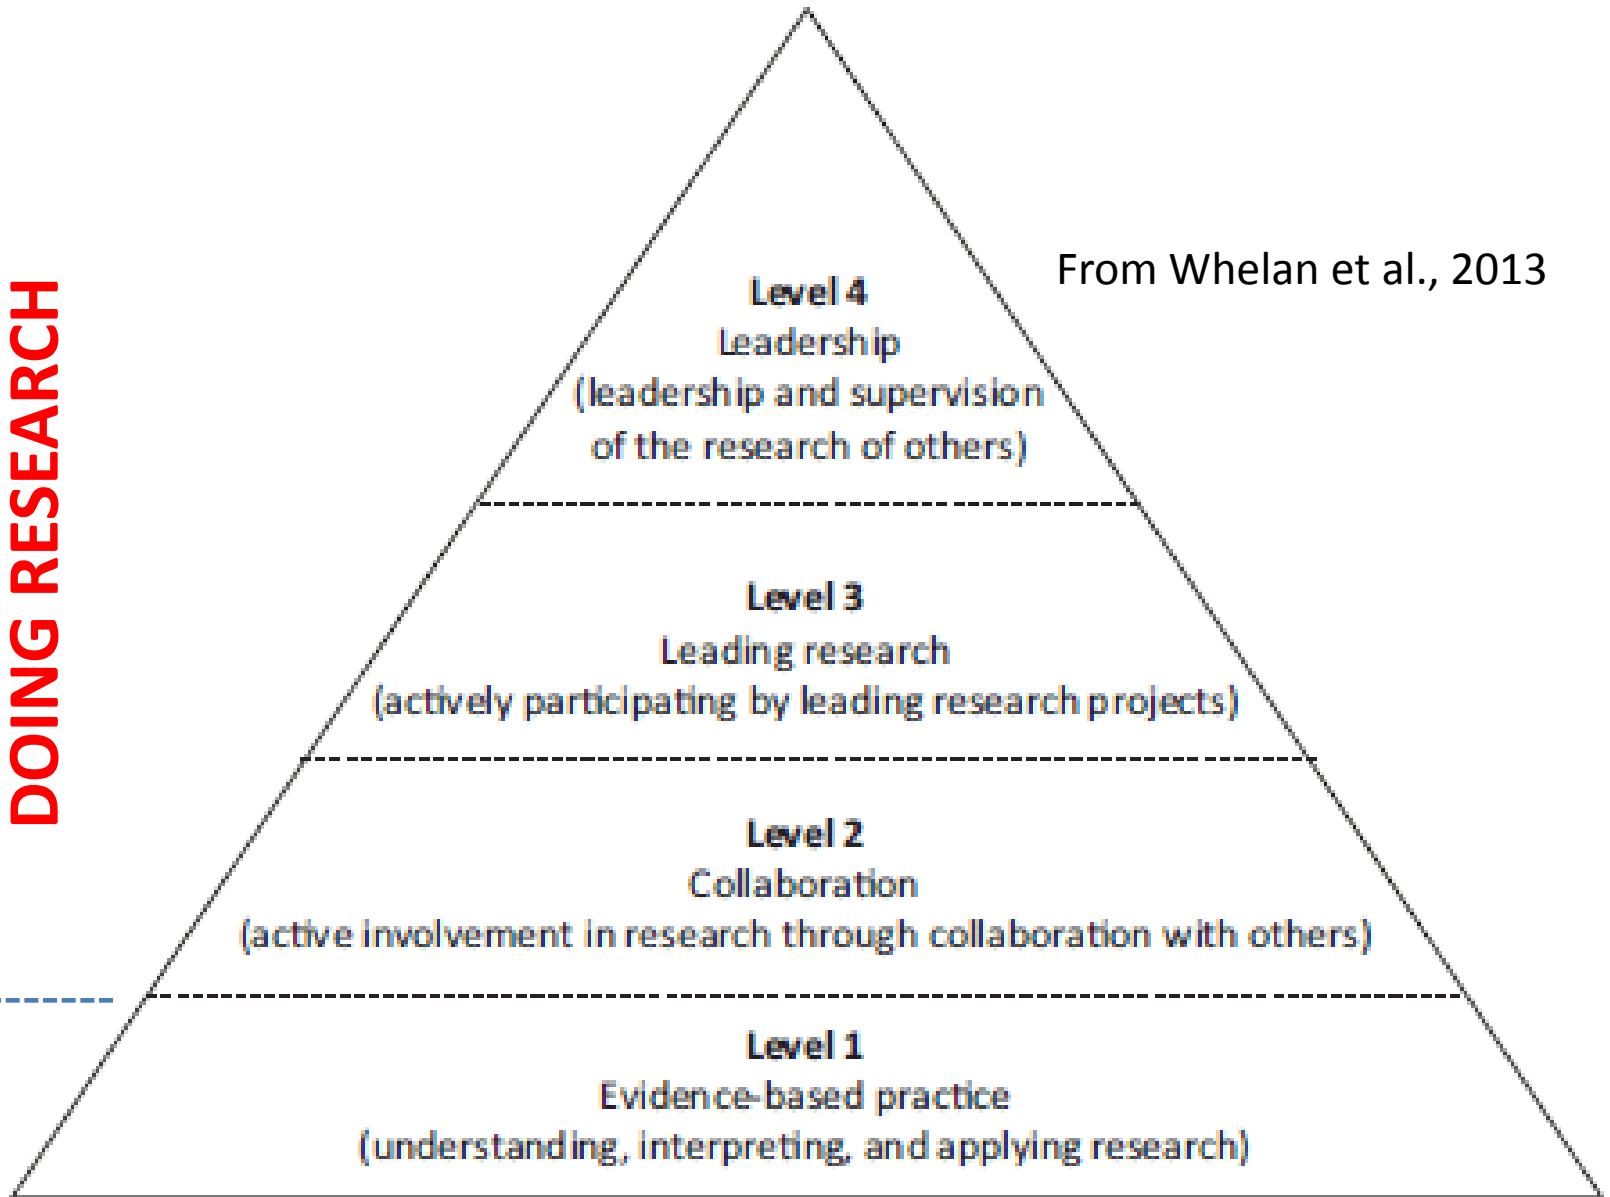 DOING RESEARCH
From Whelan et al., 2013
Level 4
Leadership
(leadership and supervision
of the research of others)
Level 3
Leading research
(actively participating by leading research projects)
Level 2
Collaboration
(active involvement in research through collaboration with others)
Level 1
Evidence-based practice
(understanding, interpreting, and applying research)